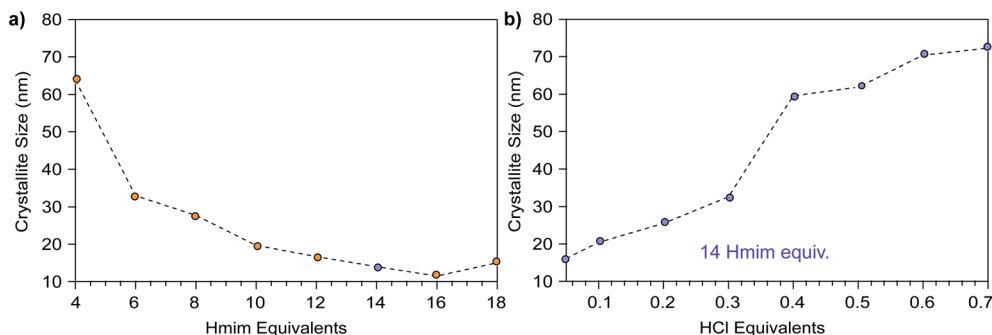 a)
80
70
60
50
40
30
20
10
Crystallite Size (nm)
4 6 8 10 12 14 16 18
Hmim Equivalents
b)
80
70
60
50
40
30
20
10
Crystallite Size (nm)
14 Hmim equiv.
0.1 0.2 0.3 0.4 0.5 0.6 0.7
HCl Equivalents